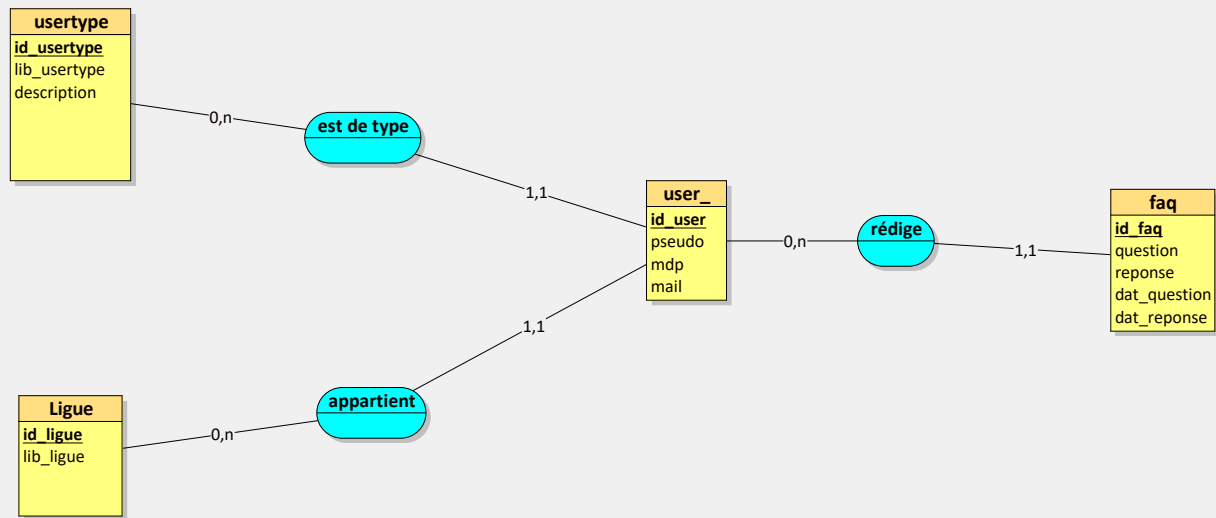 usertype
id_usertype
lib_usertype
description
0,n
est de type
1,1
user_
id_user
pseudo
mdp
mail
0,n
rédige
1,1
faq
id_faq
question
reponse
dat_question
dat_reponse
1,1
appartient
0,n
Ligue
id_ligue
lib_ligue